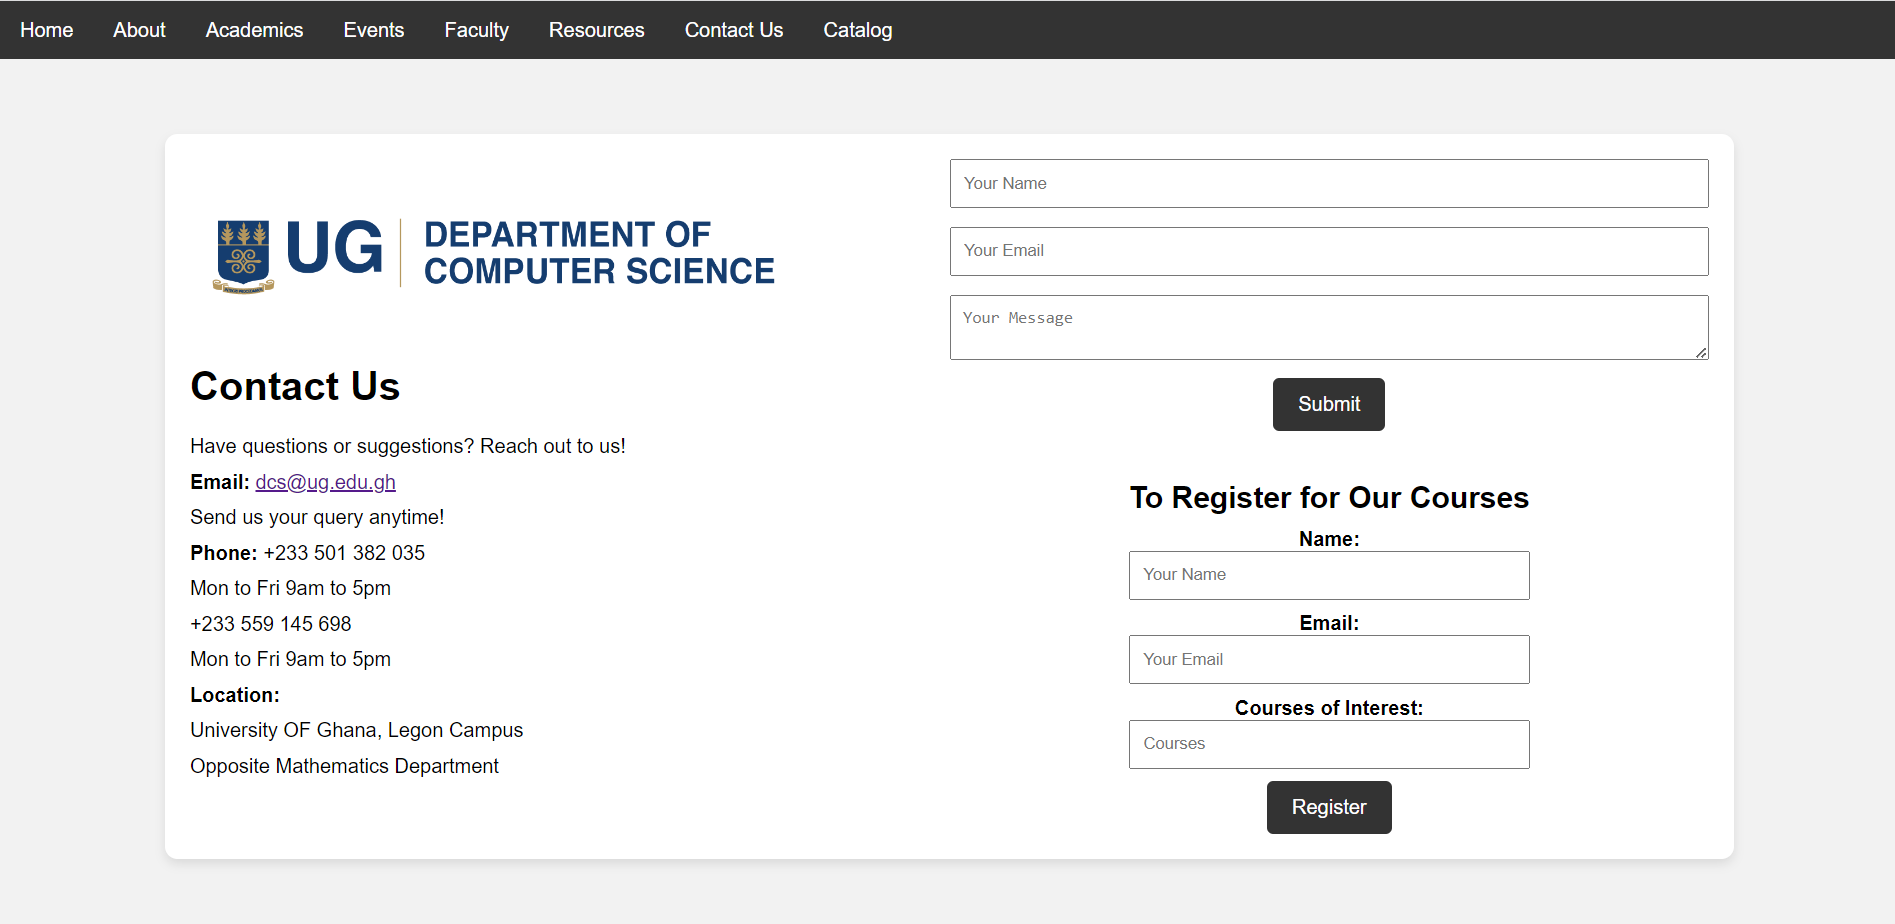 Home About Academics Events Faculty Resources Contact Us Catalog
UG DEPARTMENT OF
COMPUTER SCIENCE
Contact Us
Have questions or suggestions? Reach out to us!
Email: dcs@ug.edu.gh
Send us your query anytime!
Phone: +233 501 382 035
Mon to Fri 9am to 5pm
+233 559 145 698
Mon to Fri 9am to 5pm
Location:
University OF Ghana, Legon Campus
Opposite Mathematics Department
Your Name
Your Email
Your Message
Submit
To Register for Our Courses
Name:
Your Name
Email:
Your Email
Courses of Interest:
Courses
Register